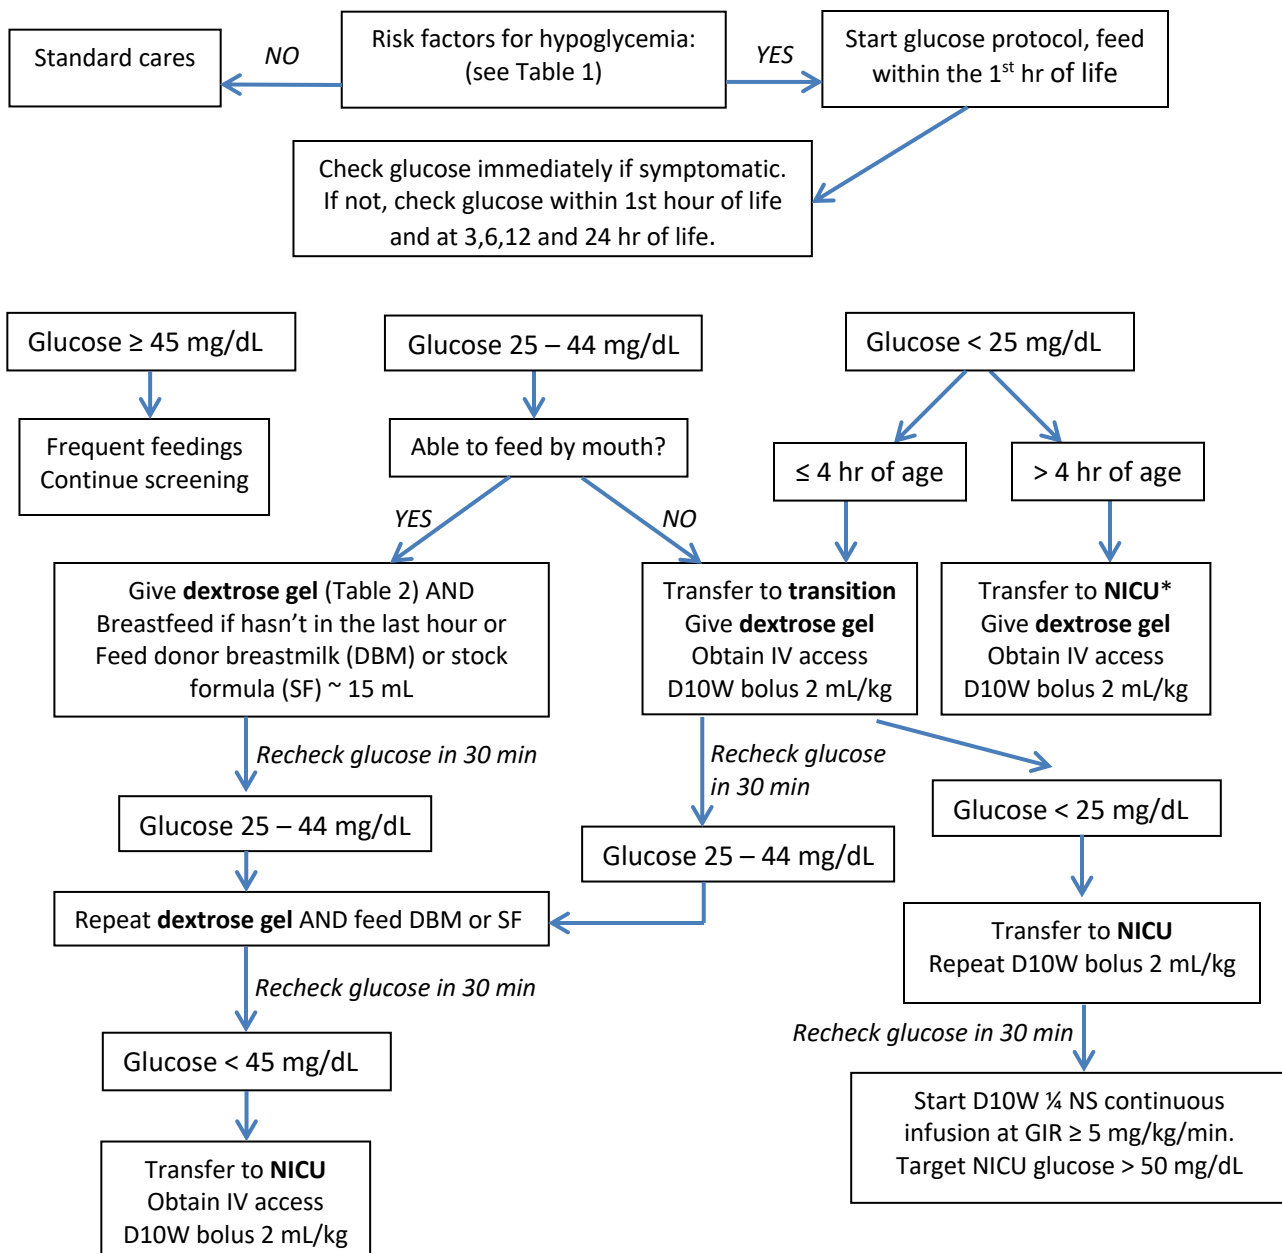 Standard cares
NO
Risk factors for hypoglycemia:
(see Table 1)
YES
Start glucose protocol, feed
within the 1st hr of life
Check glucose immediately if symptomatic.
If not, check glucose within 1st hour of life
and at 3,6,12 and 24 hr of life.
Glucose ≥ 45 mg/dL
Glucose 25 – 44 mg/dL
Glucose < 25 mg/dL
Frequent feedings
Continue screening
Able to feed by mouth?
≤ 4 hr of age
> 4 hr of age
YES
NO
Give dextrose gel (Table 2) AND
Breastfeed if hasn’t in the last hour or
Feed donor breastmilk (DBM) or stock
formula (SF) ~ 15 mL
Transfer to transition
Give dextrose gel
Obtain IV access
D10W bolus 2 mL/kg
Transfer to NICU*
Give dextrose gel
Obtain IV access
D10W bolus 2 mL/kg
Recheck glucose in 30 min
Recheck glucose
in 30 min
Glucose < 25 mg/dL
Glucose 25 – 44 mg/dL
Glucose 25 – 44 mg/dL
Repeat dextrose gel AND feed DBM or SF
Transfer to NICU
Repeat D10W bolus 2 mL/kg
Recheck glucose in 30 min
Recheck glucose in 30 min
Glucose < 45 mg/dL
Start D10W ¼ NS continuous
infusion at GIR ≥ 5 mg/kg/min.
Target NICU glucose > 50 mg/dL
Transfer to NICU
Obtain IV access
D10W bolus 2 mL/kg